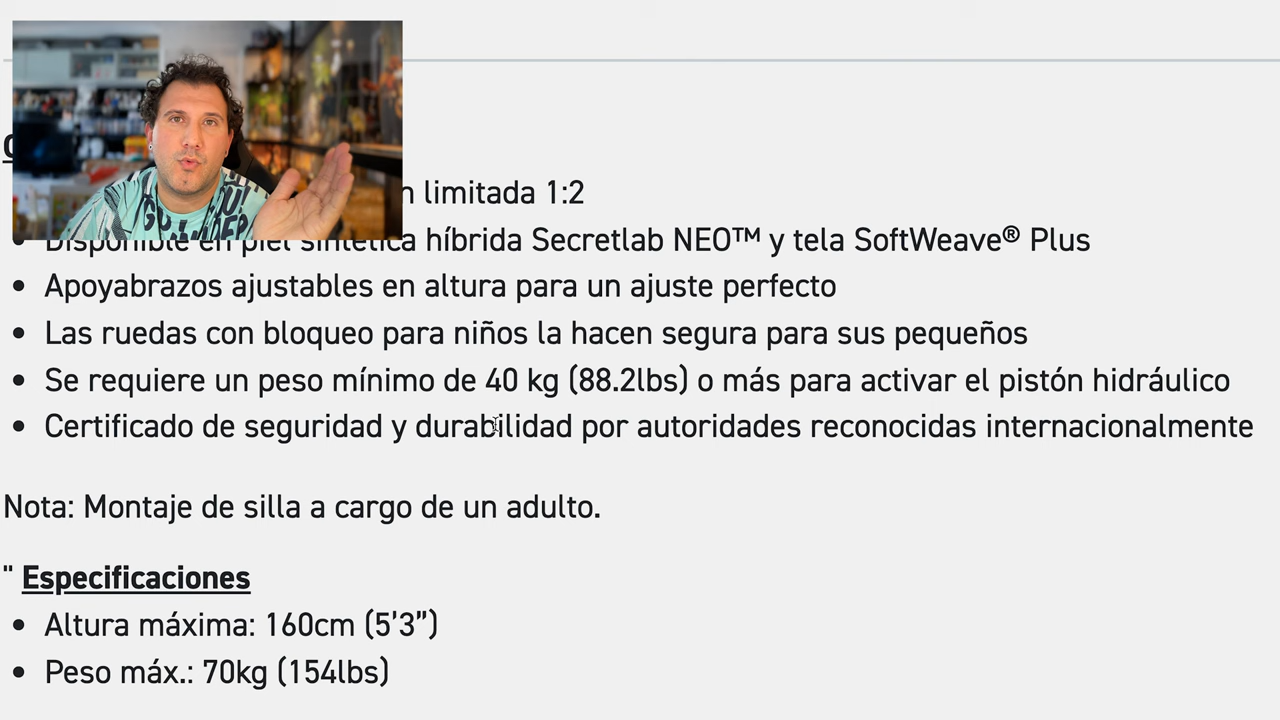 n limitada 1:2
Disponible en piel sintética híbrida Secretlab NEO™ y tela SoftWeave® Plus
Apoyabrazos ajustables en altura para un ajuste perfecto
Las ruedas con bloqueo para niños la hacen segura para sus pequeños
Se requiere un peso mínimo de 40 kg (88.2lbs) o más para activar el pistón hidráulico
Certificado de seguridad y durabilidad por autoridades reconocidas internacionalmente
Nota: Montaje de silla a cargo de un adulto.
" Especificaciones
Altura máxima: 160cm (5’3”)
Peso máx.: 70kg (154lbs)